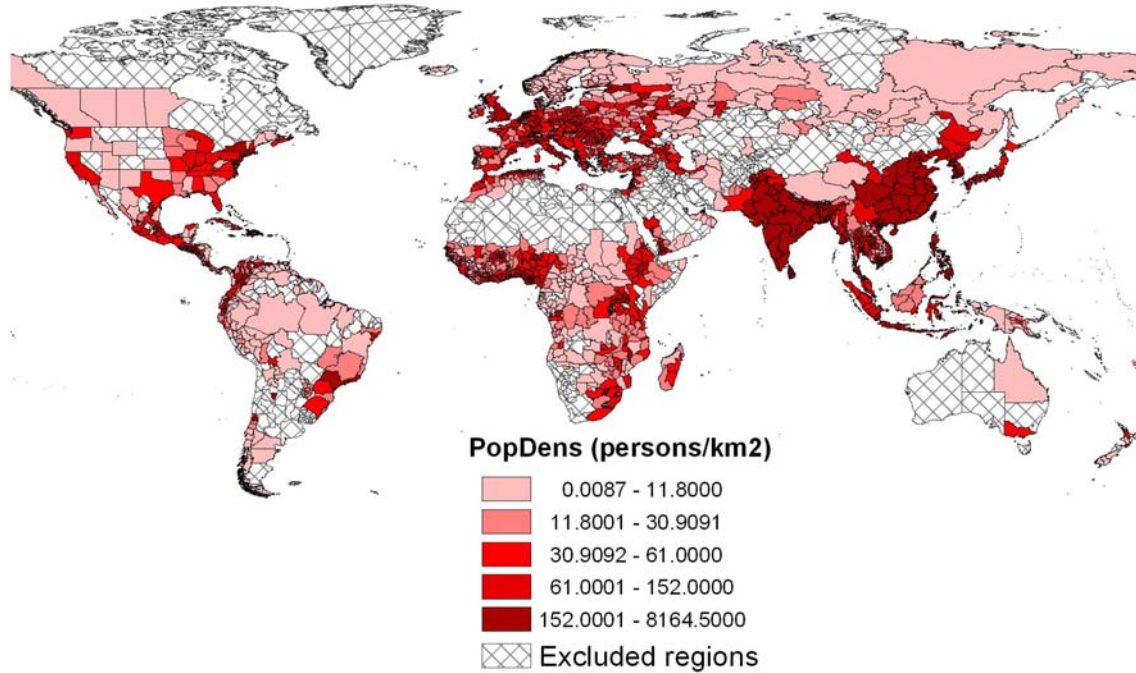 PopDens (persons/km2)
0.0087 - 11.8000
11.8001 - 30.9091
30.9092 - 61.0000
61.0001 - 152.0000
152.0001 - 8164.5000
Excluded regions